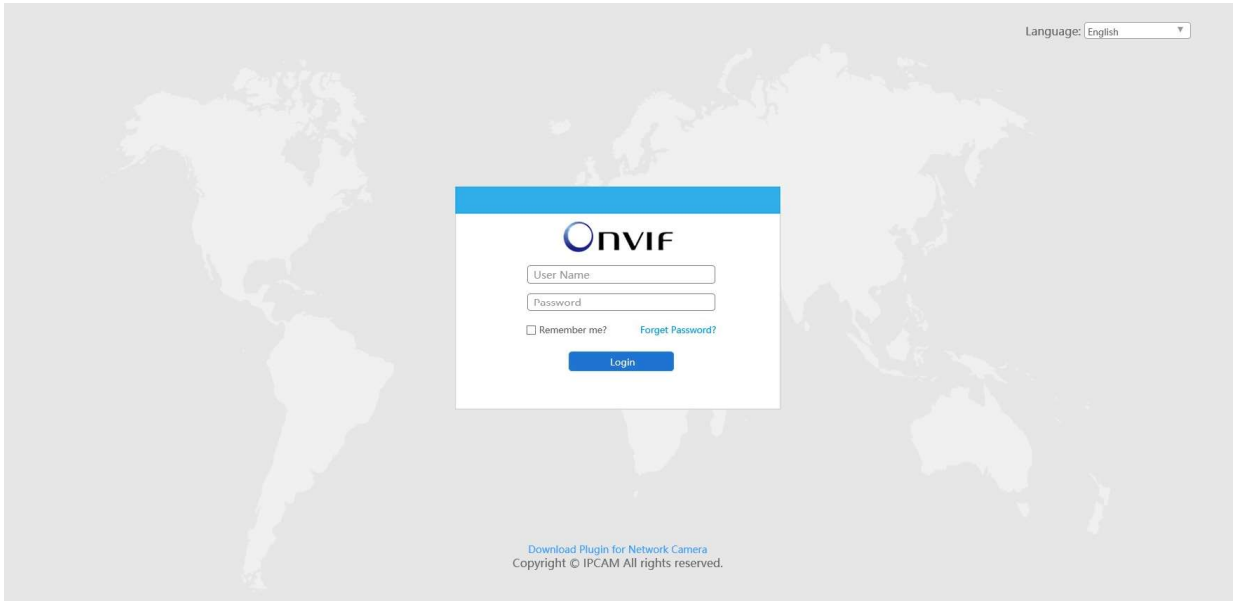 Language: English
ONVIF
User Name
Password
Remember me? Forget Password?
Login
Download Plugin for Network Camera
Copyright © IPCAM All rights reserved.